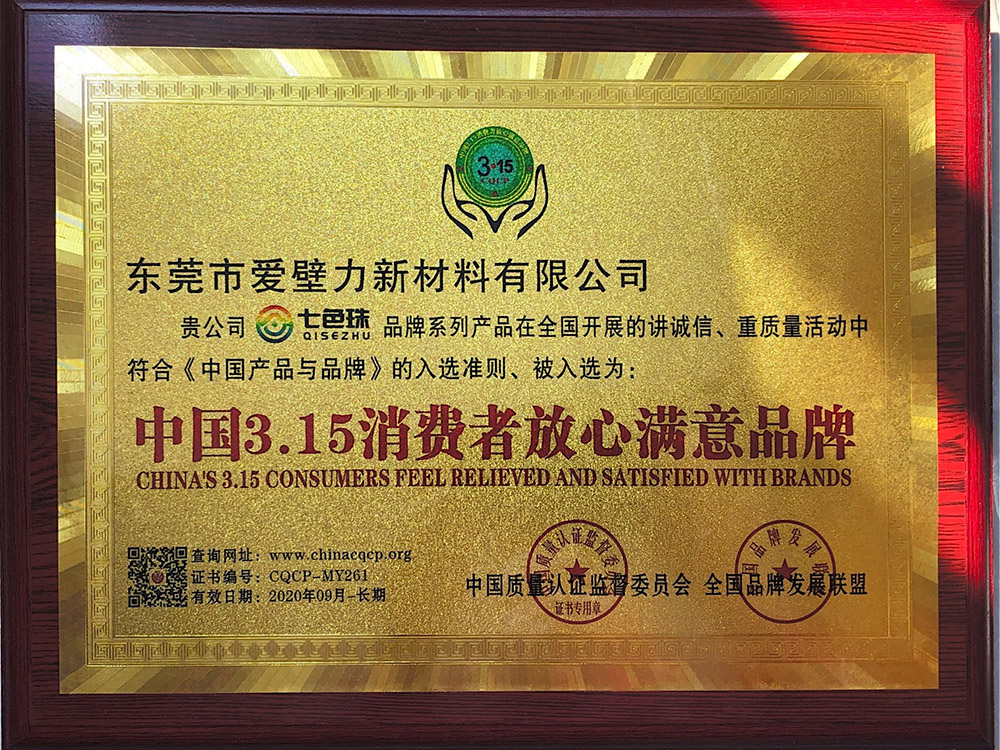 3·15
CQCP
东莞市爱壁力新材料有限公司
贵公司 七色珠 QISEZHU 品牌系列产品在全国开展的讲诚信、重质量活动中
符合《中国产品与品牌》的入选准则、被入选为:
中国3.15消费者放心满意品牌
CHINA'S 3.15 CONSUMERS FEEL RELIEVED AND SATISFIED WITH BRANDS
查询网址: www.chinacqcp.org
证书编号: CQCP-MY261
有效日期: 2020年09月-长期
中国质量认证监督委员会 全国品牌发展联盟
证书专用章